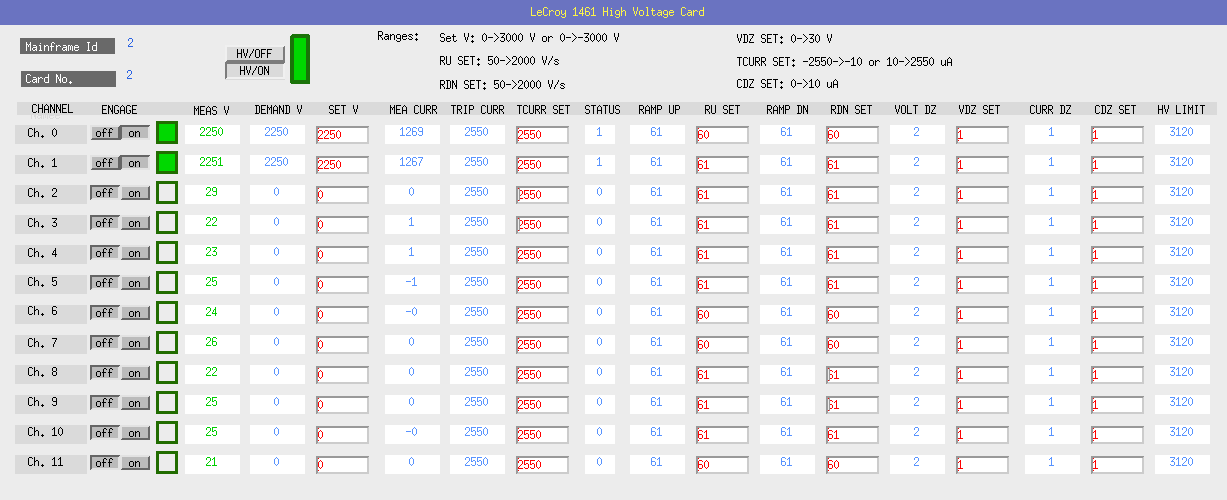 LeCroy 1461 High Voltage Card
Mainframe Id 2
Card No. 2
HV/OFF
HV/ON
Ranges: Set V: 0->3000 V or 0->-3000 V
RU SET: 50->2000 V/s
RDN SET: 50->2000 V/s
VDZ SET: 0->30 V
TCURR SET: -2550->-10 or 10->2550 uA
CDZ SET: 0->10 uA
CHANNEL ENGAGE MEAS V DEMAND V SET V MEA CURR TRIP CURR TCURR SET STATUS RAMP UP RU SET RAMP DN RDN SET VOLT DZ VDZ SET CURR DZ CDZ SET HV LIMIT
Ch. 0 off on 2250 2250 2250 1269 2550 2550 1 61 60 61 60 2 1 1 1 3120
Ch. 1 off on 2251 2250 2250 1267 2550 2550 1 61 61 61 61 2 1 1 1 3120
Ch. 2 off on 29 0 0 0 2550 2550 0 61 61 61 61 2 1 1 1 3120
Ch. 3 off on 22 0 0 1 2550 2550 0 61 61 61 61 2 1 1 1 3120
Ch. 4 off on 23 0 0 1 2550 2550 0 61 61 61 61 2 1 1 1 3120
Ch. 5 off on 25 0 0 -1 2550 2550 0 61 61 61 61 2 1 1 1 3120
Ch. 6 off on 24 0 0 -0 2550 2550 0 61 60 61 60 2 1 1 1 3120
Ch. 7 off on 26 0 0 0 2550 2550 0 61 60 61 60 2 1 1 1 3120
Ch. 8 off on 22 0 0 0 2550 2550 0 61 61 61 61 2 1 1 1 3120
Ch. 9 off on 25 0 0 0 2550 2550 0 61 61 61 61 2 1 1 1 3120
Ch. 10 off on 25 0 0 -0 2550 2550 0 61 61 61 61 2 1 1 1 3120
Ch. 11 off on 21 0 0 0 2550 2550 0 61 60 61 60 2 1 1 1 3120